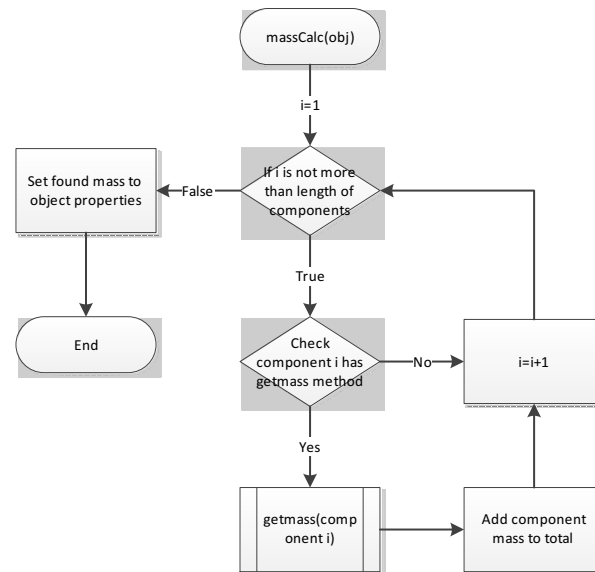 massCalc(obj)
i=1
If i is not more
than length of
components
False
Set found mass to
object properties
End
True
Check
component i has
getmass method
No
i=i+1
Yes
getmass(comp
onent i)
Add component
mass to total